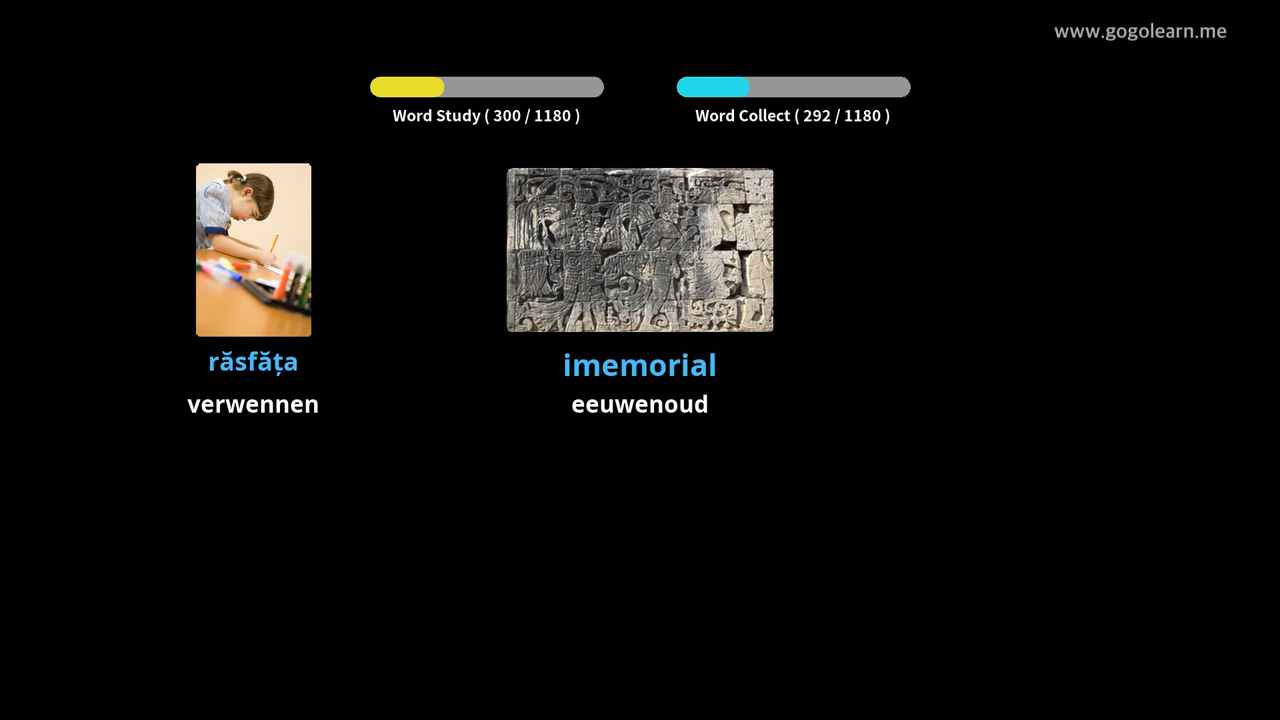 www.gogolearn.me
Word Study ( 300 / 1180 )
Word Collect ( 292 / 1180 )
răsfăța
verwennen
imemorial
eeuwenoud